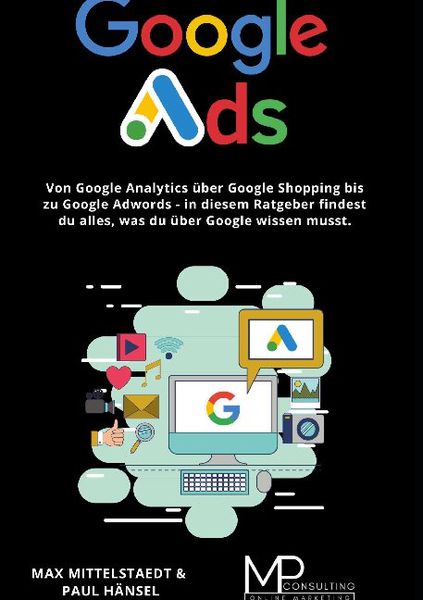 Google
Ads
Von Google Analytics über Google Shopping bis
zu Google Adwords - in diesem Ratgeber findest
du alles, was du über Google wissen musst.
G
MAX MITTELSTAEDT &
PAUL HÄNSEL
MP
CONSULTING
ONLINE MARKETING